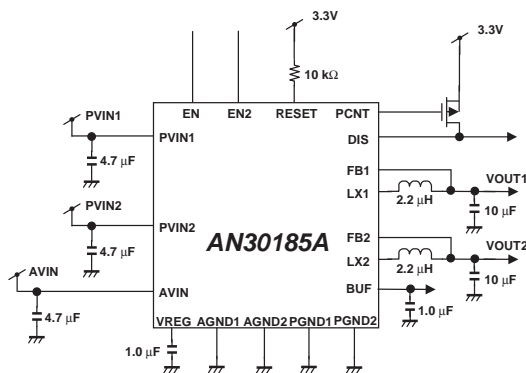 3.3V
3.3V
10 kΩ
EN
EN2
RESET
PCNT
PVIN1
PVIN1
DIS
4.7 µF
FB1
LX1
VOUT1
2.2 µH
10 µF
PVIN2
PVIN2
4.7 µF
AN30185A
FB2
LX2
VOUT2
2.2 µH
10 µF
AVIN
AVIN
BUF
4.7 µF
1.0 µF
VREG
AGND1
AGND2
PGND1
PGND2
1.0 µF